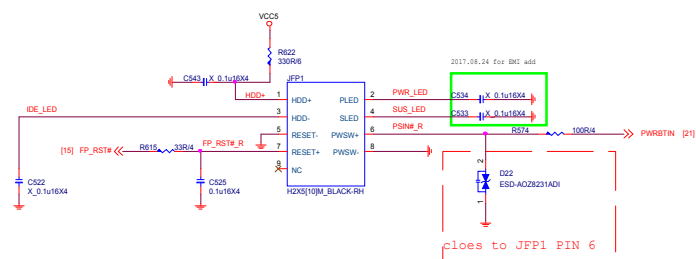 VCC5
R622
330R/6
2017.08.24 for EMI add
C543 X_0.1u16X4
JFP1
HDD+
1 HDD+ PLED 2 PWR_LED C534 X_0.1u16X4
IDE_LED 3 HDD- SLED 4 SUS_LED C533 X_0.1u16X4
5 RESET- PWSW+ 6 PSIN#_R R574 100R/4 PWRBTIN [21]
[15] FP_RST# R615 33R/4 FP_RST#_R 7 RESET+ PWSW- 8
9 NC
2
D22
ESD-AOZ8231ADI
1
C522
X_0.1u16X4
C525
0.1u16X4
H2X5[10]M_BLACK-RH
cloes to JFP1 PIN 6